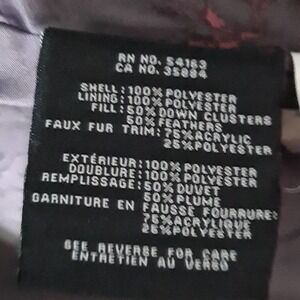 RN NO. 54163
CA NO. 35884
SHELL:100%POLYESTER
LINING:100%POLYESTER
FILL:50%DOWN CLUSTERS
50%FEATHERS
FAUX FUR TRIM:75%ACRYLIC
25%POLYESTER
EXTÉRIEUR:100%POLYESTER
DOUBLURE:100%POLYESTER
REMPLISSAGE:50%DUVET
50%PLUME
GARNITURE EN FAUSSE FOURRURE:
75%ACRYLIQUE
25%POLYESTER
SEE REVERSE FOR CARE
ENTRETIEN AU VERSO